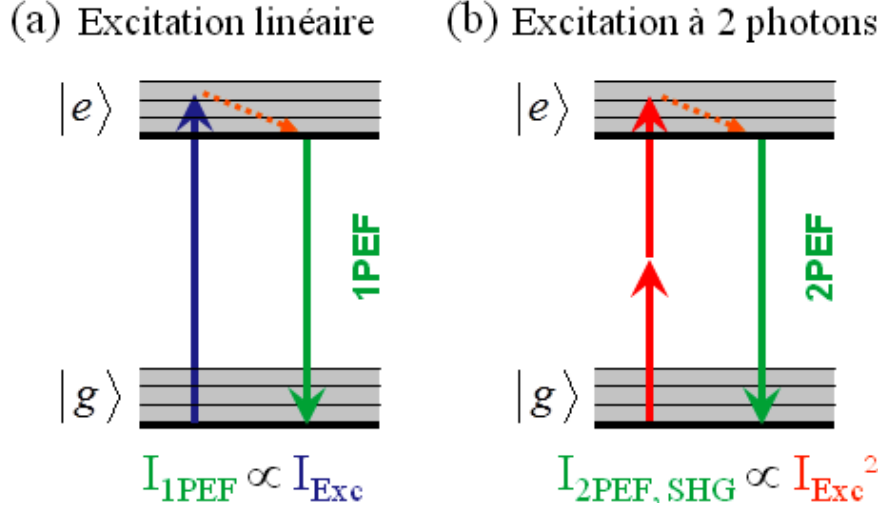 (a) Excitation linéaire
|e⟩
1PEF
|g⟩
I1PEF ∝ IExc
(b) Excitation à 2 photons
|e⟩
2PEF
|g⟩
I2PEF, SHG ∝ IExc²